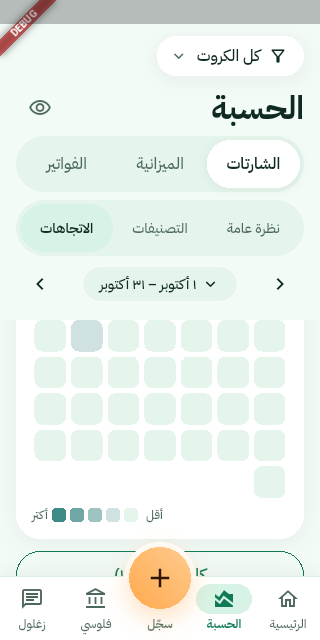 DEBUG
كل الكروت
الحسبة
الشارتات
الميزانية
الفواتير
نظرة عامة
التصنيفات
الاتجاهات
١ أكتوبر – ٣١ أكتوبر
أقل
أكثر
الرئيسية
الحسبة
سجّل
فلوسي
زغلول